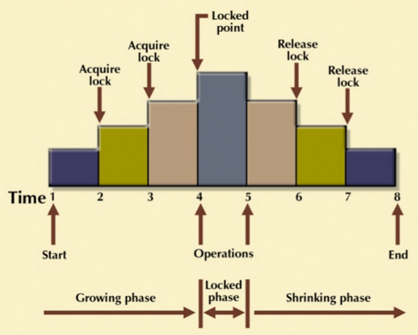 Locked
point
Acquire
lock
Release
lock
Acquire
lock
Release
lock
Time 1 2 3 4 5 6 7 8
Start
Operations
End
Locked
phase
Growing phase
Shrinking phase